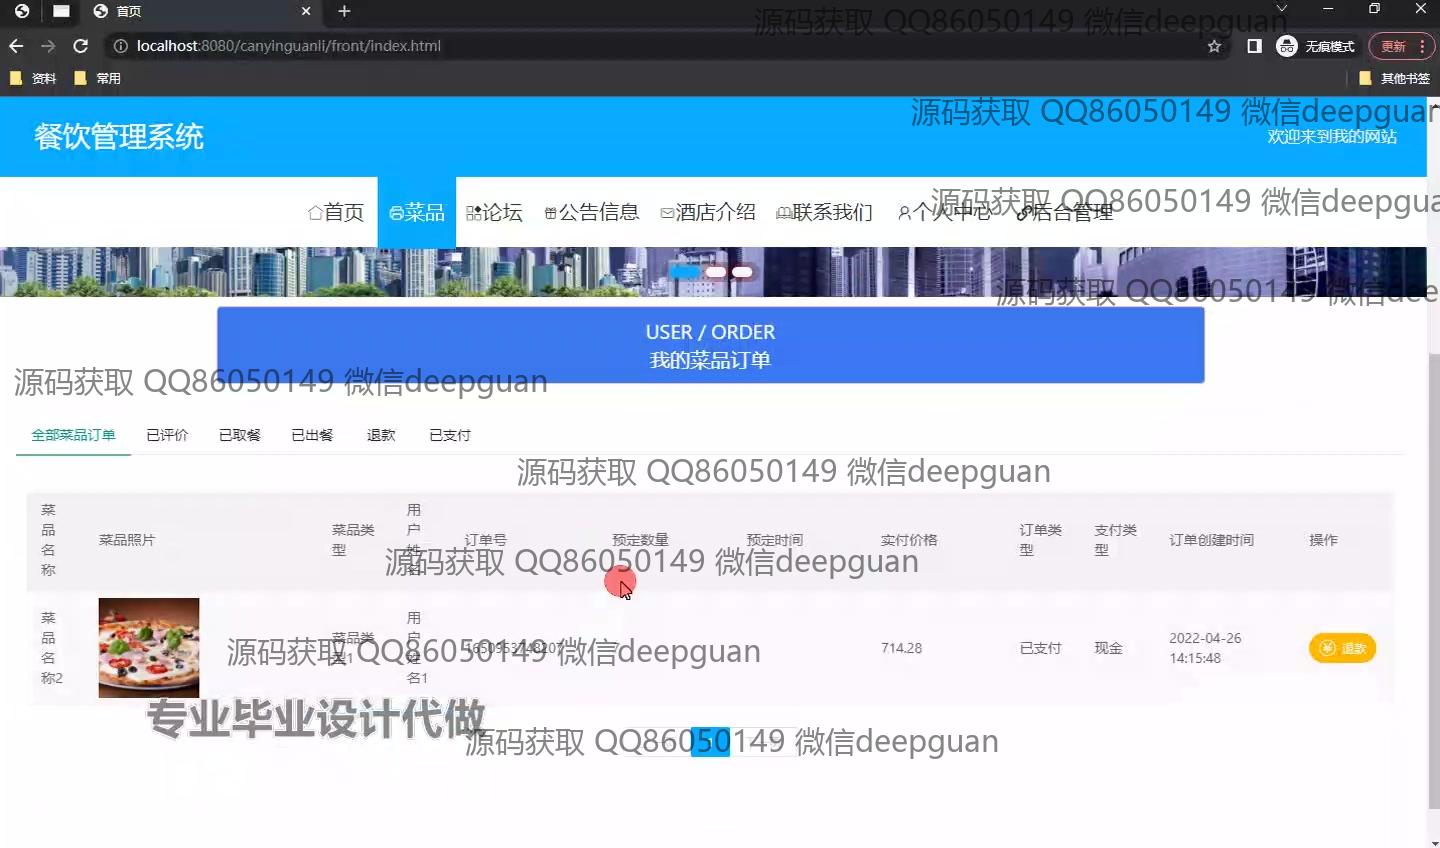 首页
源码获取 QQ86050149 微信deepguan
localhost:8080/canyinguanli/front/index.html
无痕模式
更新
资料
常用
其他书签
源码获取 QQ86050149 微信deepguan
餐饮管理系统
欢迎来到我的网站
源码获取 QQ86050149 微信deepgua
首页
菜品
论坛
公告信息
酒店介绍
联系我们
个人中心
后台管理
源码获取 QQ86050149 微信dee
USER / ORDER
我的菜品订单
源码获取 QQ86050149 微信deepguan
全部菜品订单
已评价
已取餐
已出餐
退款
已支付
源码获取 QQ86050149 微信deepguan
菜品名称
菜品照片
菜品类型
用户姓名
订单号
预定数量
预定时间
实付价格
订单类型
支付类型
订单创建时间
操作
源码获取 QQ86050149 微信deepguan
菜品名称2
菜品类型1
用户姓名1
714.28
已支付
现金
2022-04-26
14:15:48
退款
源码获取 QQ86050149 微信deepguan
专业毕业设计代做
源码获取 QQ86050149 微信deepguan